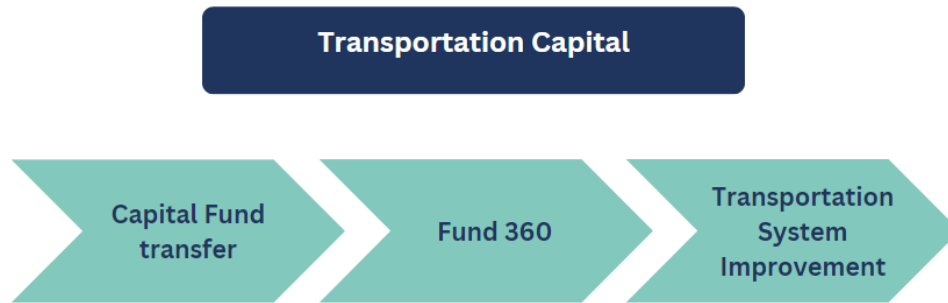 Transportation Capital
Capital Fund
transfer
Fund 360
Transportation
System
Improvement